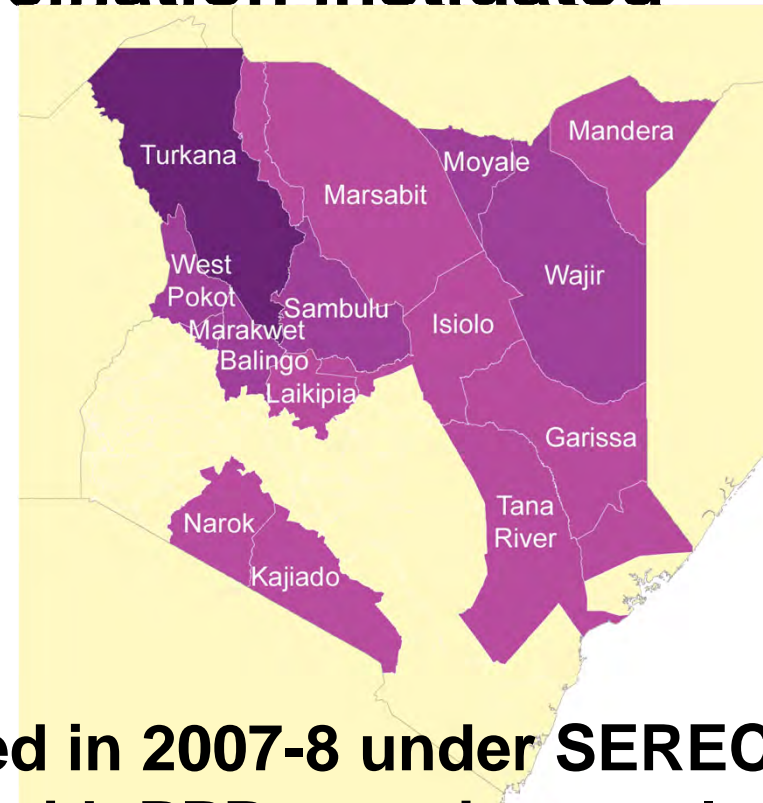 Turkana
Mandera
Moyale
Marsabit
West
Pokot
Wajir
Sambulu
Isiolo
Marakwet
Balingo
Laikipia
Garissa
Tana
River
Narok
Kajiado
ed in 2007-8 under SEREC